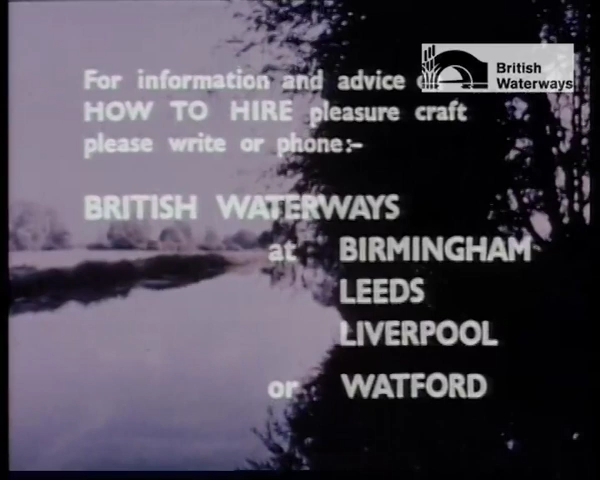 For information and advice
HOW TO HIRE pleasure craft
please write or phone:-
BRITISH WATERWAYS
at BIRMINGHAM
LEEDS
LIVERPOOL
or WATFORD
British
Waterways